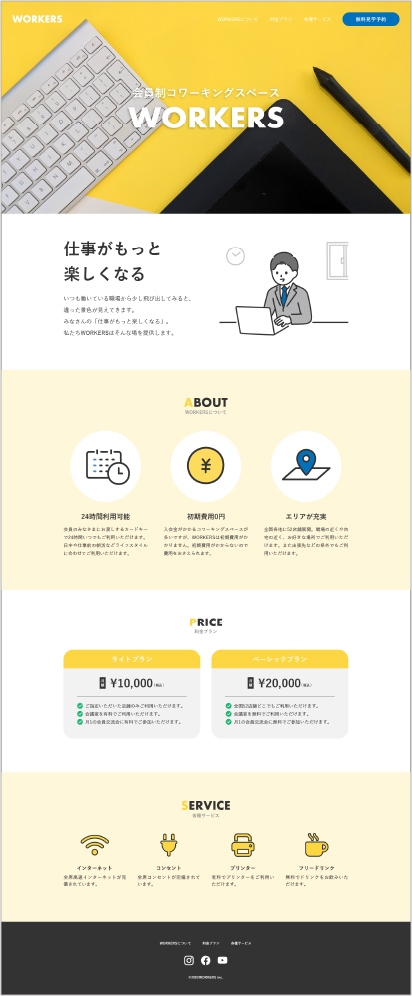 WORKERS
WORKERSについて 料金プラン 各種サービス 無料見学予約
会員制コワーキングスペース
WORKERS
仕事がもっと
楽しくなる
いつも働いている職場から少し飛び出してみると、
違った景色が見えてきます。
みなさんの「仕事がもっと楽しくなる」。
私たちWORKERSはそんな場を提供します。
ABOUT
WORKERSについて
24時間利用可能
会員のみなさまにお渡しするカードキー
で24時間いつでもご利用いただけます。
日中や仕事前の朝活などライフスタイル
に合わせてご利用いただけます。
初期費用0円
入会金がかかるコワーキングスペースが
多いですが、WORKERSは初期費用がか
かりません。初期費用がかからないので
費用をおさえられます。
エリアが充実
全国各地に52店舗展開。職場の近くや自
宅の近く、お好きな場所でご利用いただ
けます。また出張先などの県外でもご利
用いただけます。
PRICE
料金プラン
ライトプラン
月額 ¥10,000(税込)
ご指定いただいた店舗のみご利用いただけます。
会議室を有料でご利用いただけます。
月1の会員交流会に有料でご参加いただけます。
ベーシックプラン
月額 ¥20,000(税込)
全国52店舗どこでもご利用いただけます。
会議室を無料でご利用いただけます。
月1の会員交流会に無料でご参加いただけます。
SERVICE
各種サービス
インターネット
全席高速インターネットが完
備されています。
コンセント
全席コンセントが完備されて
います。
プリンター
有料でプリンターをご利用い
ただけます。
フリードリンク
無料でドリンクをお飲みいた
だけます。
WORKERSについて 料金プラン 各種サービス